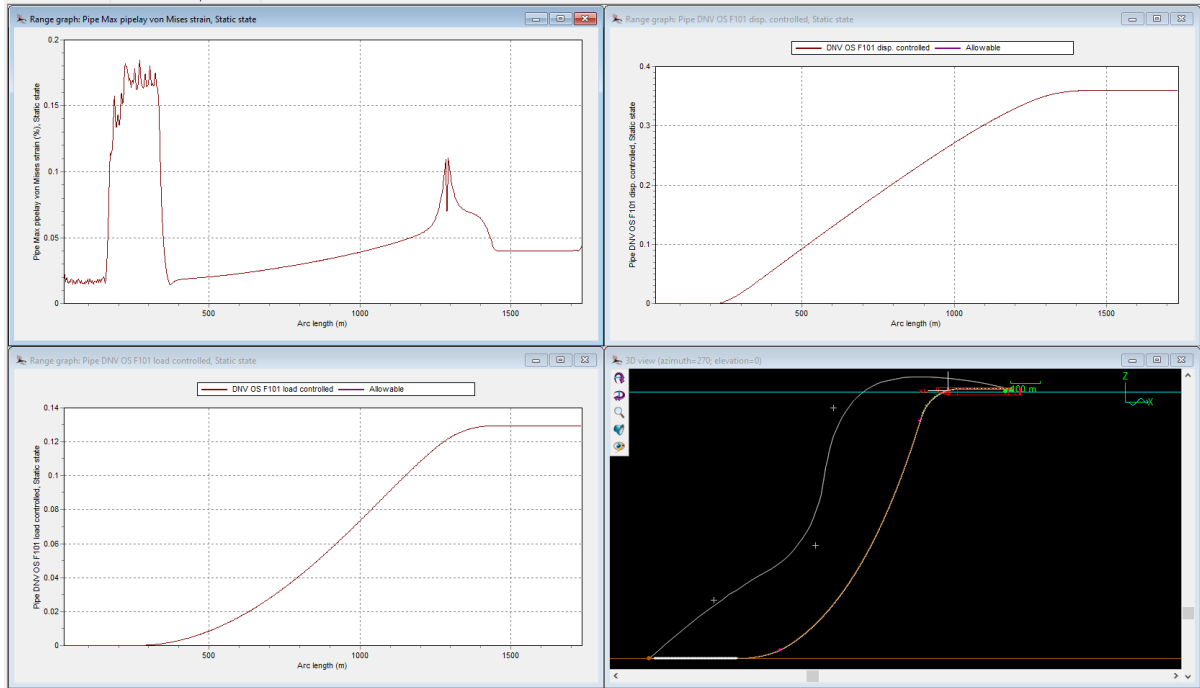 Range graph: Pipe Max pipelay von Mises strain, Static state
Pipe Max pipelay von Mises strain (%), Static state
0.2
0.15
0.1
0.05
0
500
1000
1500
Arc length (m)
Range graph: Pipe DNV OS F101 disp. controlled, Static state
DNV OS F101 disp. controlled
Allowable
Pipe DNV OS F101 disp. controlled, Static state
0.4
0.3
0.2
0.1
0
500
1000
1500
Arc length (m)
Range graph: Pipe DNV OS F101 load controlled, Static state
DNV OS F101 load controlled
Allowable
Pipe DNV OS F101 load controlled, Static state
0.14
0.12
0.1
0.08
0.06
0.04
0.02
0
500
1000
1500
Arc length (m)
3D view (azimuth=270; elevation=0)
100 m
Z
X